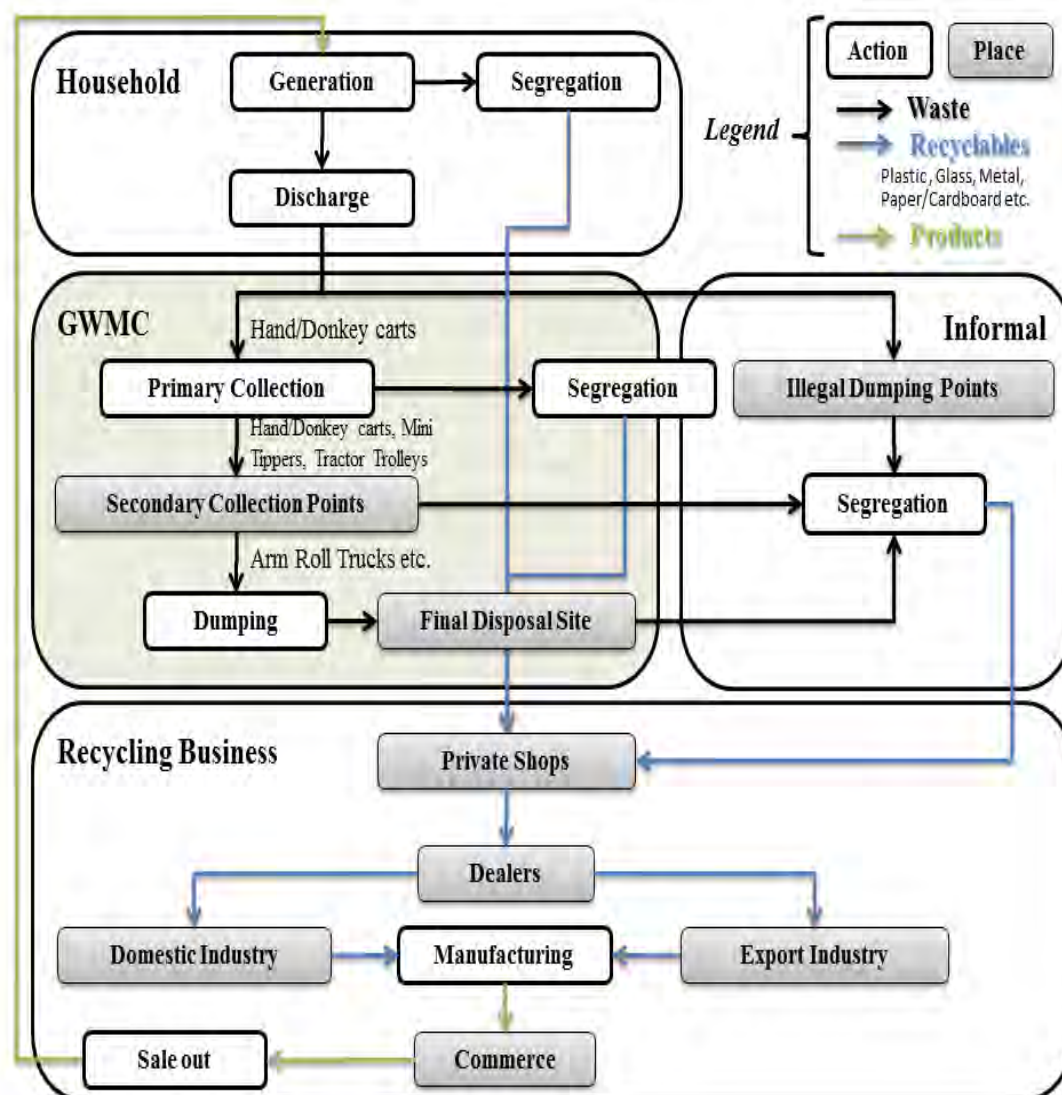 Household
Generation
Segregation
Discharge
Legend
Action
Place
Waste
Recyclables
Plastic , Glass, Metal,
Paper/Cardboard etc.
Products
GWMC
Hand/Donkey carts
Primary Collection
Segregation
Hand/Donkey carts, Mini
Tippers, Tractor Trolleys
Secondary Collection Points
Arm Roll Trucks etc.
Dumping
Final Disposal Site
Informal
Illegal Dumping Points
Segregation
Recycling Business
Private Shops
Dealers
Domestic Industry
Manufacturing
Export Industry
Sale out
Commerce